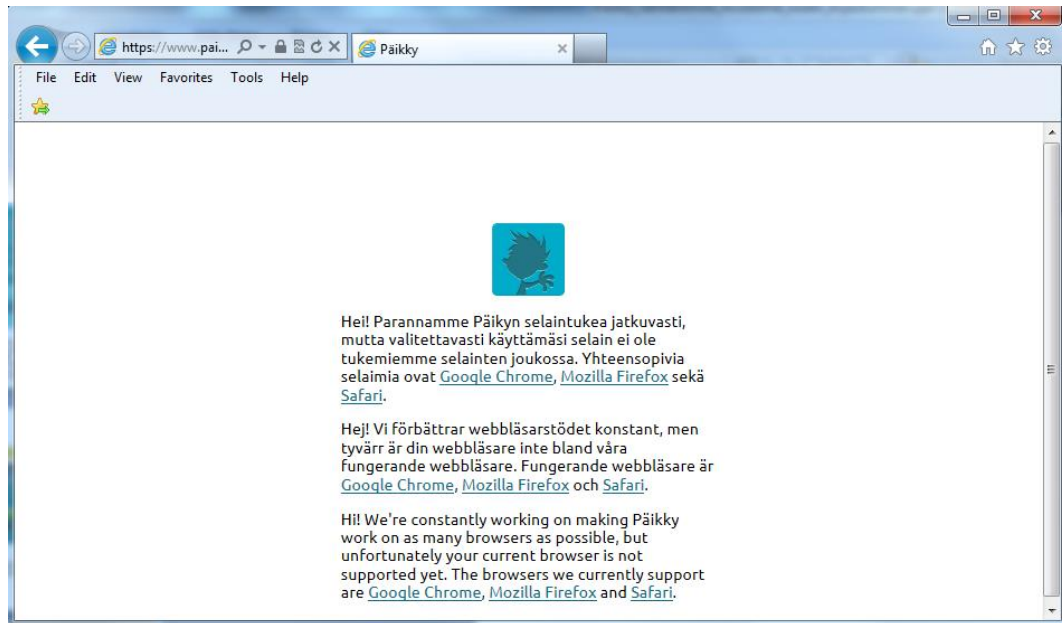 https://www.pai...
Päikky
File Edit View Favorites Tools Help
Hei! Parannamme Päikyn selaintukea jatkuvasti,
mutta valitettavasti käyttämäsi selain ei ole
tukemiemme selainten joukossa. Yhteensopivia
selaimia ovat Google Chrome, Mozilla Firefox sekä
Safari.
Hej! Vi förbättrar webbläsarstödet konstant, men
tyvärr är din webbläsare inte bland våra
fungerande webbläsare. Fungerande webbläsare är
Google Chrome, Mozilla Firefox och Safari.
Hi! We're constantly working on making Päikky
work on as many browsers as possible, but
unfortunately your current browser is not
supported yet. The browsers we currently support
are Google Chrome, Mozilla Firefox and Safari.